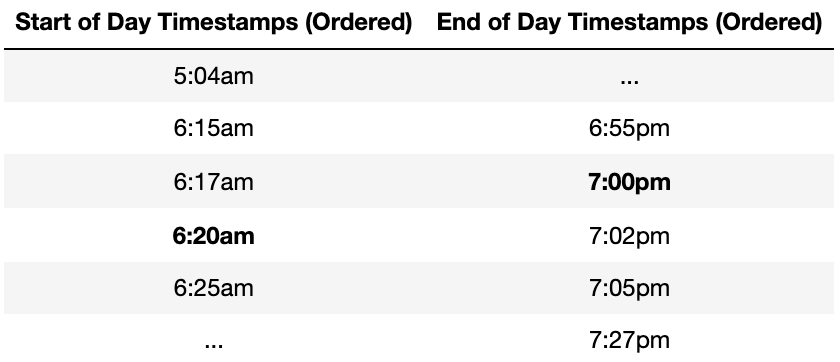 Start of Day Timestamps (Ordered) End of Day Timestamps (Ordered)
5:04am ...
6:15am 6:55pm
6:17am 7:00pm
6:20am 7:02pm
6:25am 7:05pm
... 7:27pm